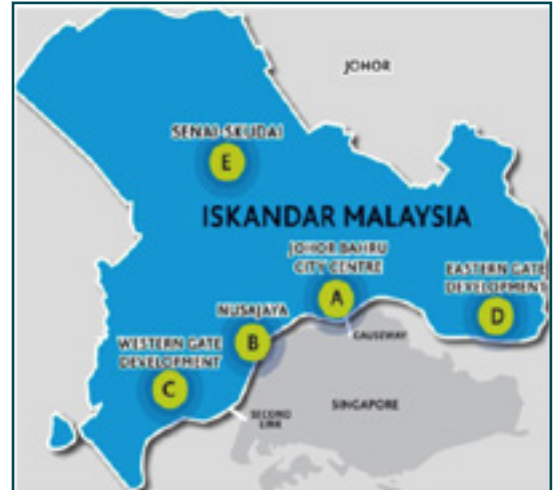 JOHOR
SENAI-SKUDAI
E
ISKANDAR MALAYSIA
JOHOR BAHRU
CITY CENTRE
A
CAUSEWAY
EASTERN GATE
DEVELOPMENT
D
NUSAJAYA
B
WESTERN GATE
DEVELOPMENT
C
SECOND
LINK
SINGAPORE